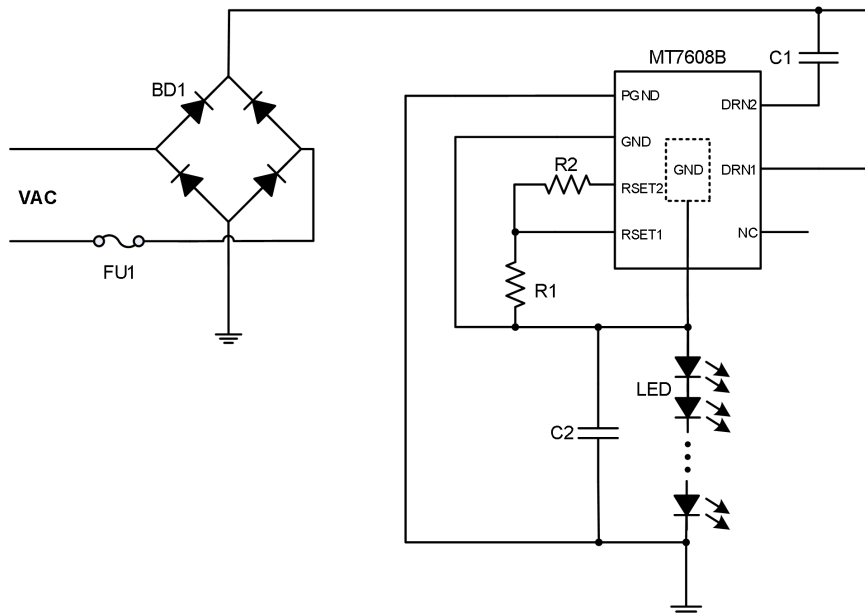 MT7608B
C1
BD1
PGND
DRN2
GND
R2
GND
DRN1
RSET2
VAC
RSET1
NC
FU1
R1
LED
C2